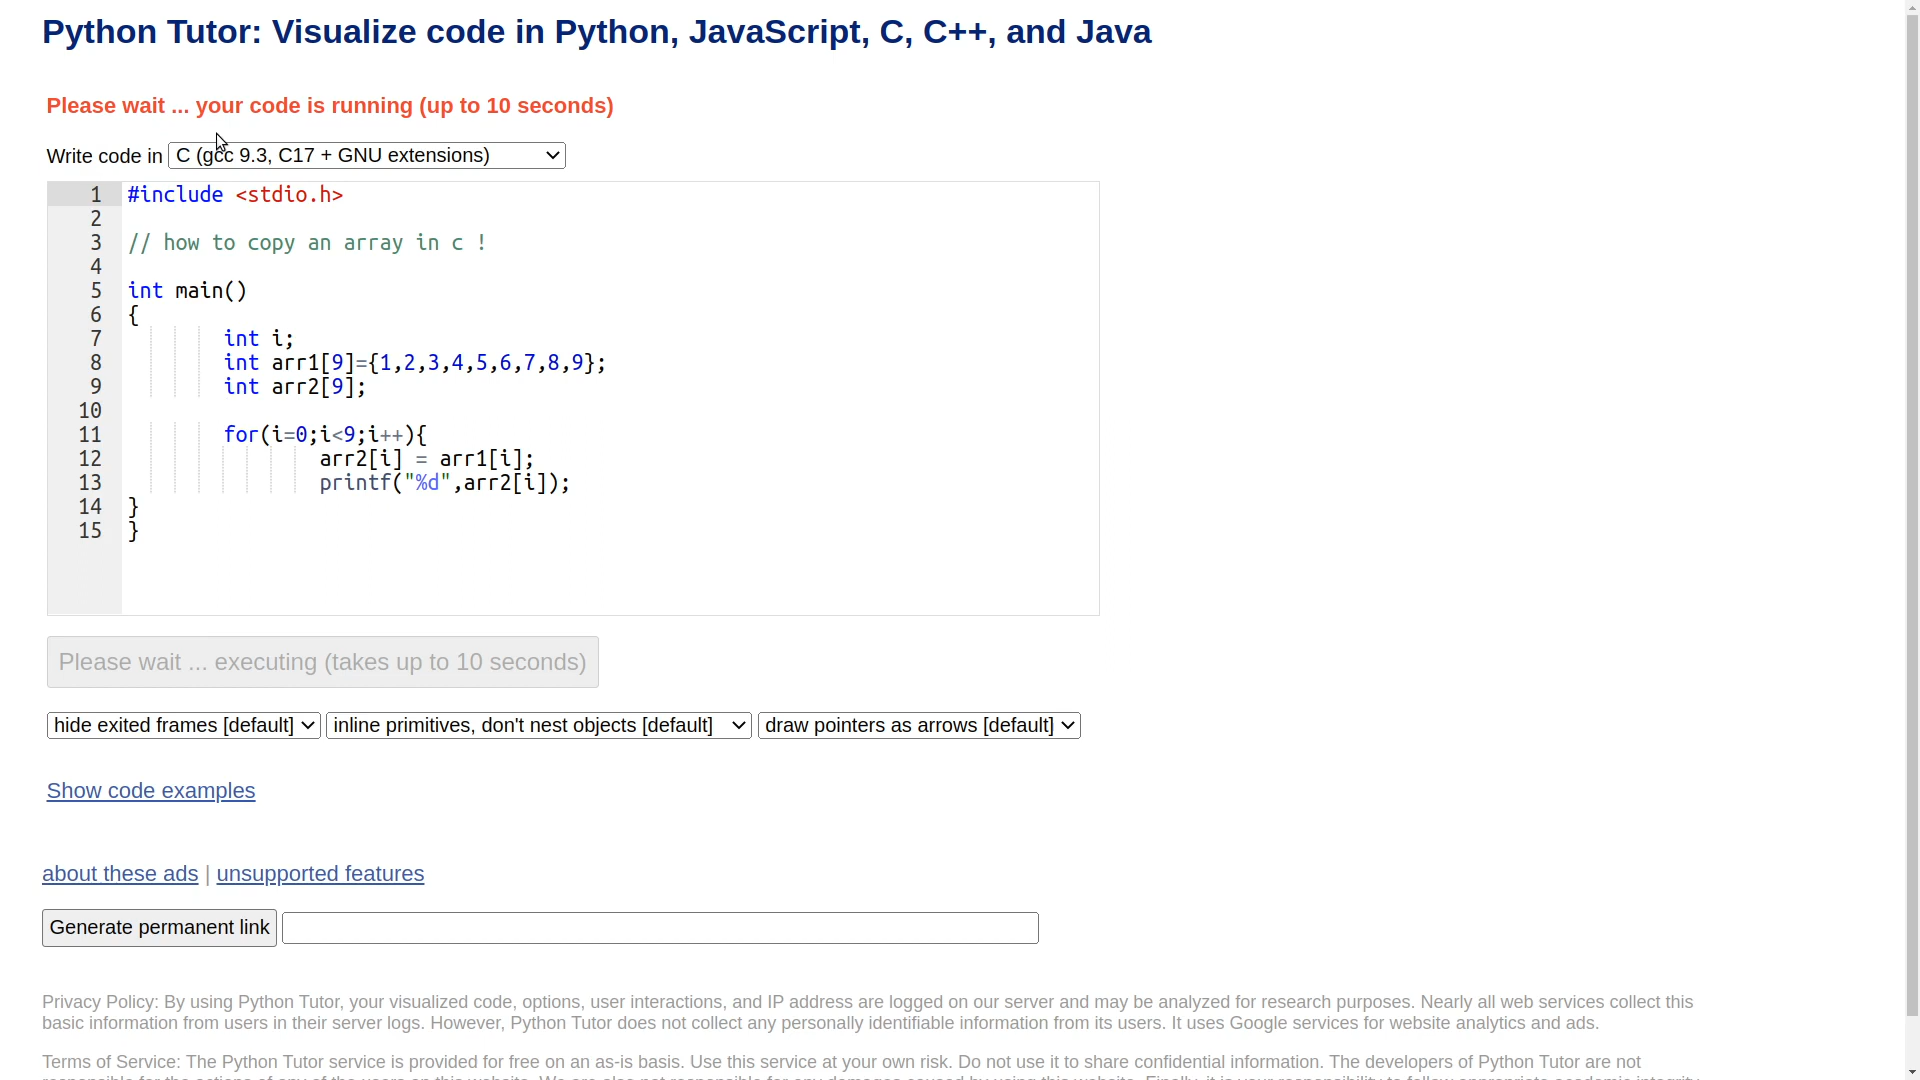 Python Tutor: Visualize code in Python, JavaScript, C, C++, and Java
Please wait ... your code is running (up to 10 seconds)
Write code in C (gcc 9.3, C17 + GNU extensions)
1 #include <stdio.h>
2
3 // how to copy an array in c !
4
5 int main()
6 {
7 int i;
8 int arr1[9]={1,2,3,4,5,6,7,8,9};
9 int arr2[9];
10
11 for(i=0;i<9;i++){
12 arr2[i] = arr1[i];
13 printf("%d",arr2[i]);
14 }
15 }
Please wait ... executing (takes up to 10 seconds)
hide exited frames [default] inline primitives, don't nest objects [default] draw pointers as arrows [default]
Show code examples
about these ads | unsupported features
Generate permanent link
Privacy Policy: By using Python Tutor, your visualized code, options, user interactions, and IP address are logged on our server and may be analyzed for research purposes. Nearly all web services collect this
basic information from users in their server logs. However, Python Tutor does not collect any personally identifiable information from its users. It uses Google services for website analytics and ads.
Terms of Service: The Python Tutor service is provided for free on an as-is basis. Use this service at your own risk. Do not use it to share confidential information. The developers of Python Tutor are not